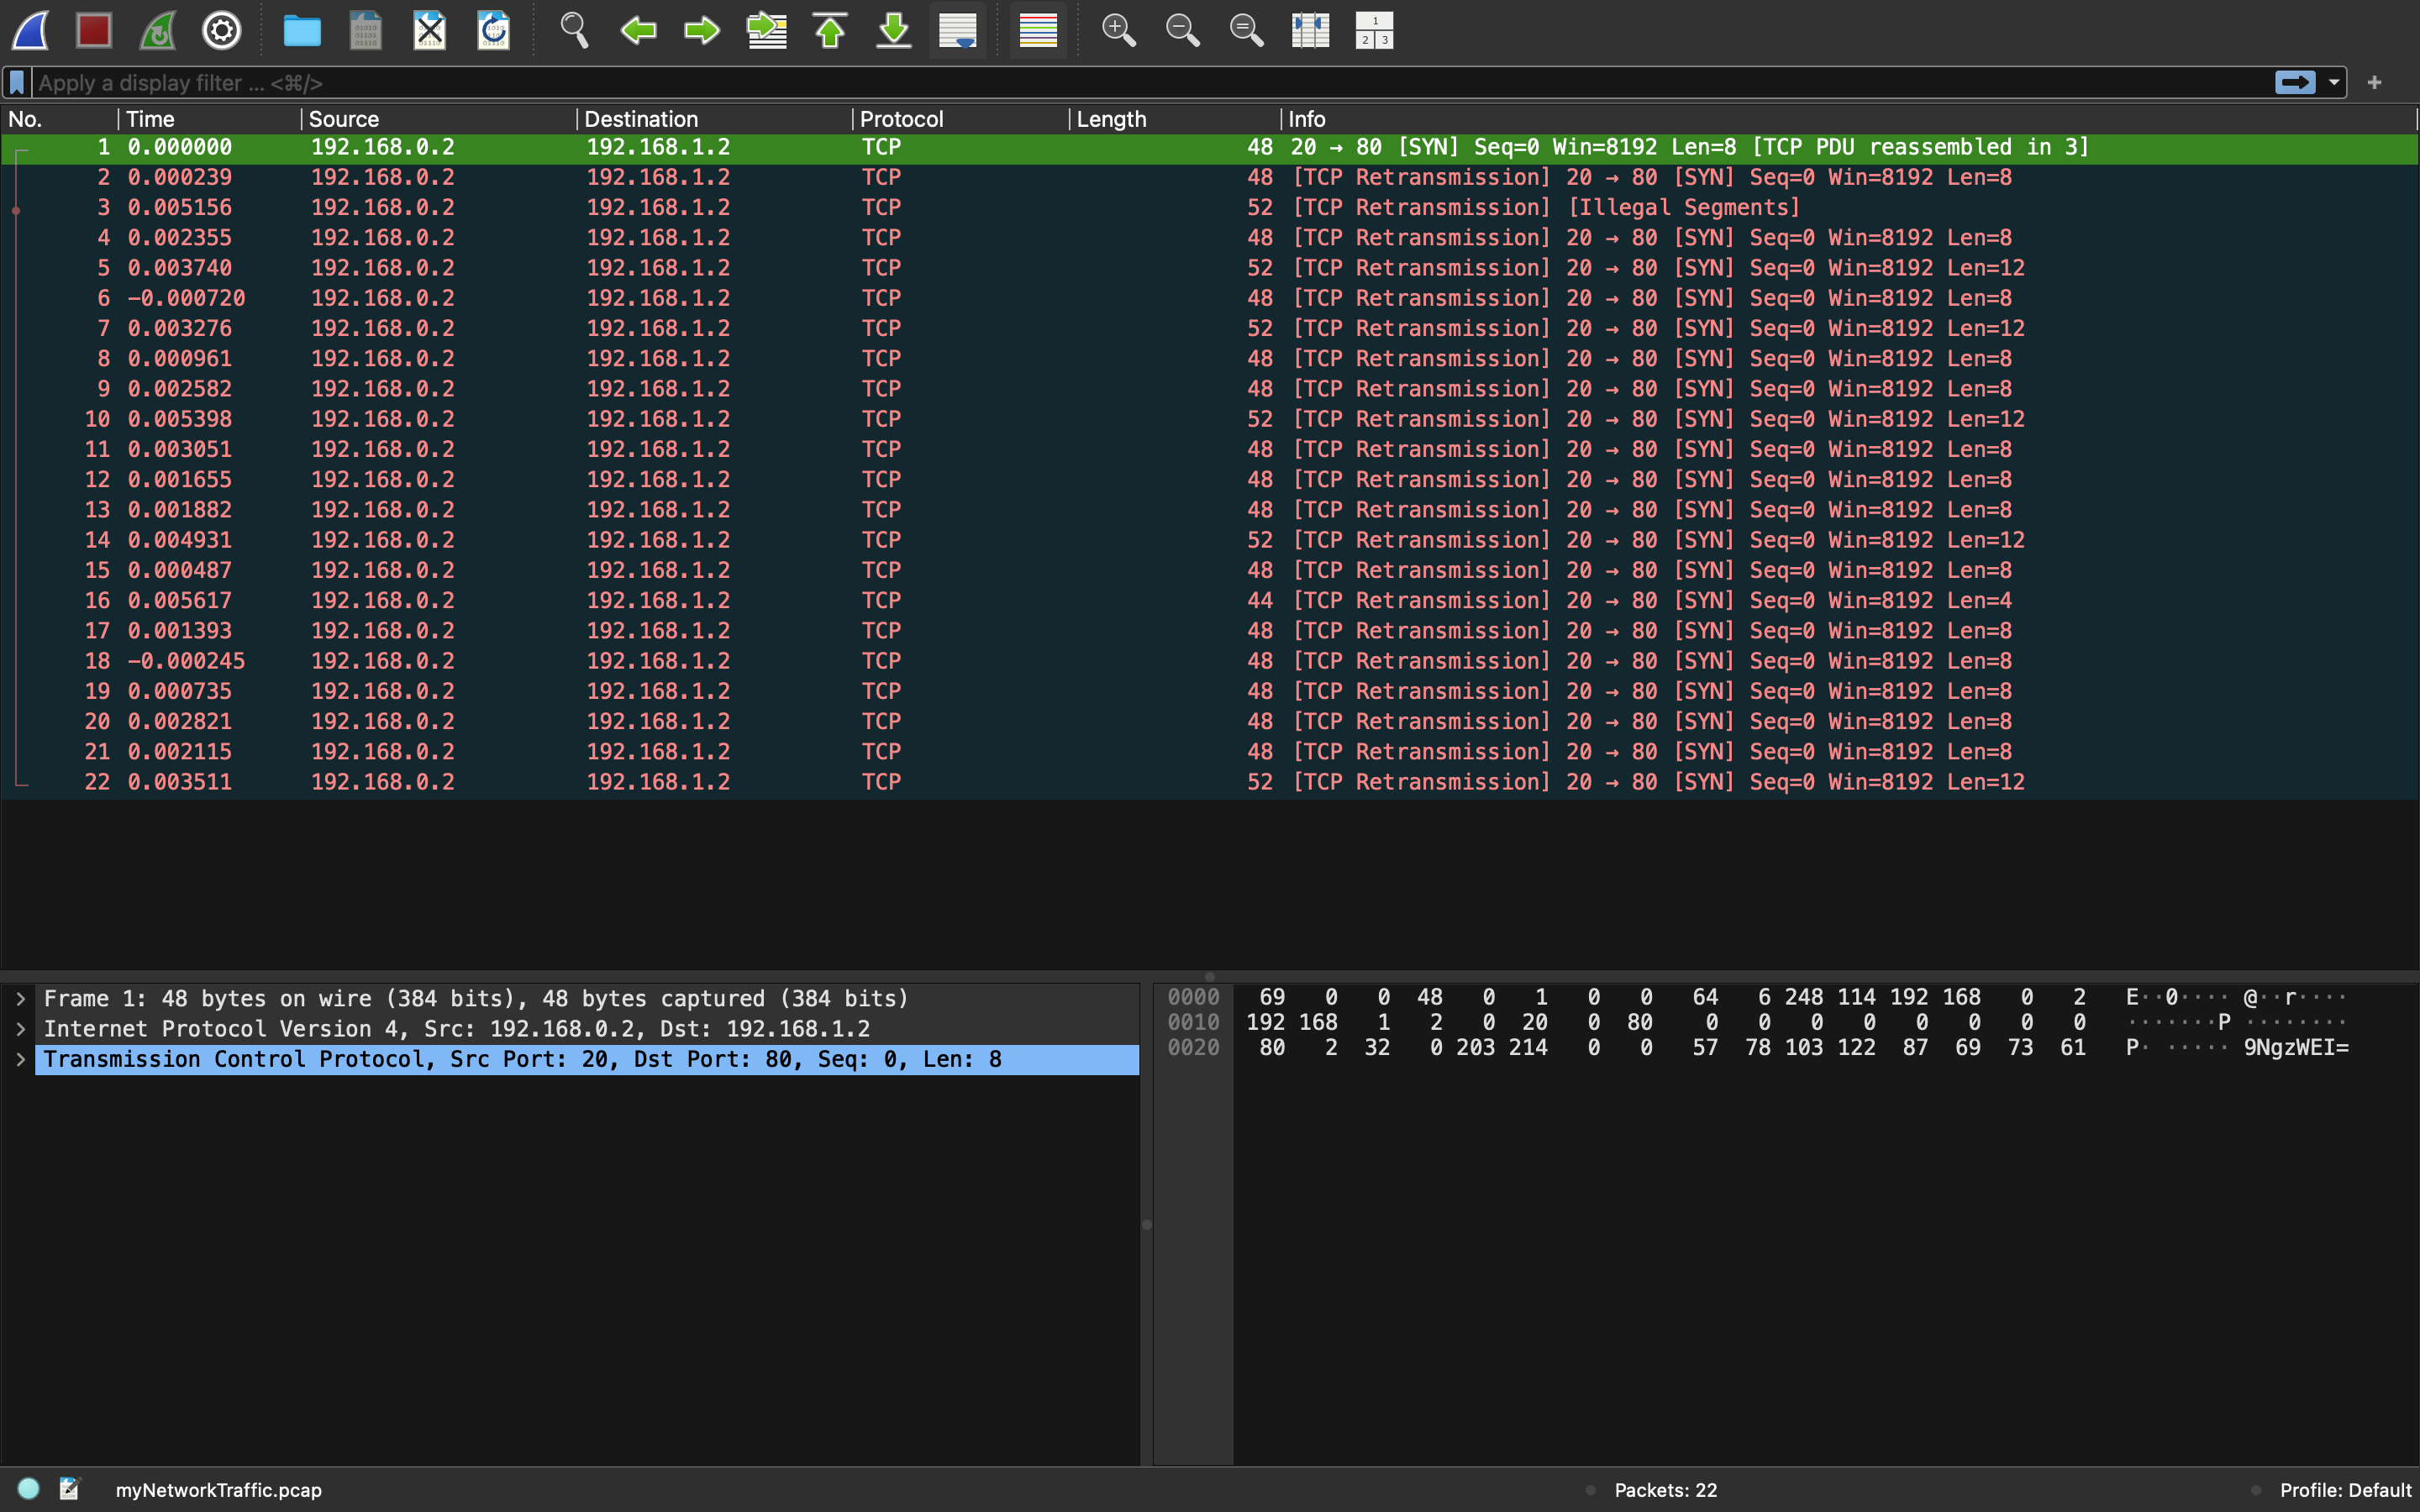 Apply a display filter ... <⌘/>
No. Time Source Destination Protocol Length Info
1 0.000000 192.168.0.2 192.168.1.2 TCP 48 20 → 80 [SYN] Seq=0 Win=8192 Len=8 [TCP PDU reassembled in 3]
2 0.000239 192.168.0.2 192.168.1.2 TCP 48 [TCP Retransmission] 20 → 80 [SYN] Seq=0 Win=8192 Len=8
3 0.005156 192.168.0.2 192.168.1.2 TCP 52 [TCP Retransmission] [Illegal Segments]
4 0.002355 192.168.0.2 192.168.1.2 TCP 48 [TCP Retransmission] 20 → 80 [SYN] Seq=0 Win=8192 Len=8
5 0.003740 192.168.0.2 192.168.1.2 TCP 52 [TCP Retransmission] 20 → 80 [SYN] Seq=0 Win=8192 Len=12
6 -0.000720 192.168.0.2 192.168.1.2 TCP 48 [TCP Retransmission] 20 → 80 [SYN] Seq=0 Win=8192 Len=8
7 0.003276 192.168.0.2 192.168.1.2 TCP 52 [TCP Retransmission] 20 → 80 [SYN] Seq=0 Win=8192 Len=12
8 0.000961 192.168.0.2 192.168.1.2 TCP 48 [TCP Retransmission] 20 → 80 [SYN] Seq=0 Win=8192 Len=8
9 0.002582 192.168.0.2 192.168.1.2 TCP 48 [TCP Retransmission] 20 → 80 [SYN] Seq=0 Win=8192 Len=8
10 0.005398 192.168.0.2 192.168.1.2 TCP 52 [TCP Retransmission] 20 → 80 [SYN] Seq=0 Win=8192 Len=12
11 0.003051 192.168.0.2 192.168.1.2 TCP 48 [TCP Retransmission] 20 → 80 [SYN] Seq=0 Win=8192 Len=8
12 0.001655 192.168.0.2 192.168.1.2 TCP 48 [TCP Retransmission] 20 → 80 [SYN] Seq=0 Win=8192 Len=8
13 0.001882 192.168.0.2 192.168.1.2 TCP 48 [TCP Retransmission] 20 → 80 [SYN] Seq=0 Win=8192 Len=8
14 0.004931 192.168.0.2 192.168.1.2 TCP 52 [TCP Retransmission] 20 → 80 [SYN] Seq=0 Win=8192 Len=12
15 0.000487 192.168.0.2 192.168.1.2 TCP 48 [TCP Retransmission] 20 → 80 [SYN] Seq=0 Win=8192 Len=8
16 0.005617 192.168.0.2 192.168.1.2 TCP 44 [TCP Retransmission] 20 → 80 [SYN] Seq=0 Win=8192 Len=4
17 0.001393 192.168.0.2 192.168.1.2 TCP 48 [TCP Retransmission] 20 → 80 [SYN] Seq=0 Win=8192 Len=8
18 -0.000245 192.168.0.2 192.168.1.2 TCP 48 [TCP Retransmission] 20 → 80 [SYN] Seq=0 Win=8192 Len=8
19 0.000735 192.168.0.2 192.168.1.2 TCP 48 [TCP Retransmission] 20 → 80 [SYN] Seq=0 Win=8192 Len=8
20 0.002821 192.168.0.2 192.168.1.2 TCP 48 [TCP Retransmission] 20 → 80 [SYN] Seq=0 Win=8192 Len=8
21 0.002115 192.168.0.2 192.168.1.2 TCP 48 [TCP Retransmission] 20 → 80 [SYN] Seq=0 Win=8192 Len=8
22 0.003511 192.168.0.2 192.168.1.2 TCP 52 [TCP Retransmission] 20 → 80 [SYN] Seq=0 Win=8192 Len=12
Frame 1: 48 bytes on wire (384 bits), 48 bytes captured (384 bits)
Internet Protocol Version 4, Src: 192.168.0.2, Dst: 192.168.1.2
Transmission Control Protocol, Src Port: 20, Dst Port: 80, Seq: 0, Len: 8
0000 69 0 0 48 0 1 0 0 64 6 248 114 192 168 0 2 E··0···· @··r····
0010 192 168 1 2 0 20 0 80 0 0 0 0 0 0 0 0 ·······P ········
0020 80 2 32 0 203 214 0 0 57 78 103 122 87 69 73 61 P· ····· 9NgzWEI=
myNetworkTraffic.pcap
Packets: 22
Profile: Default